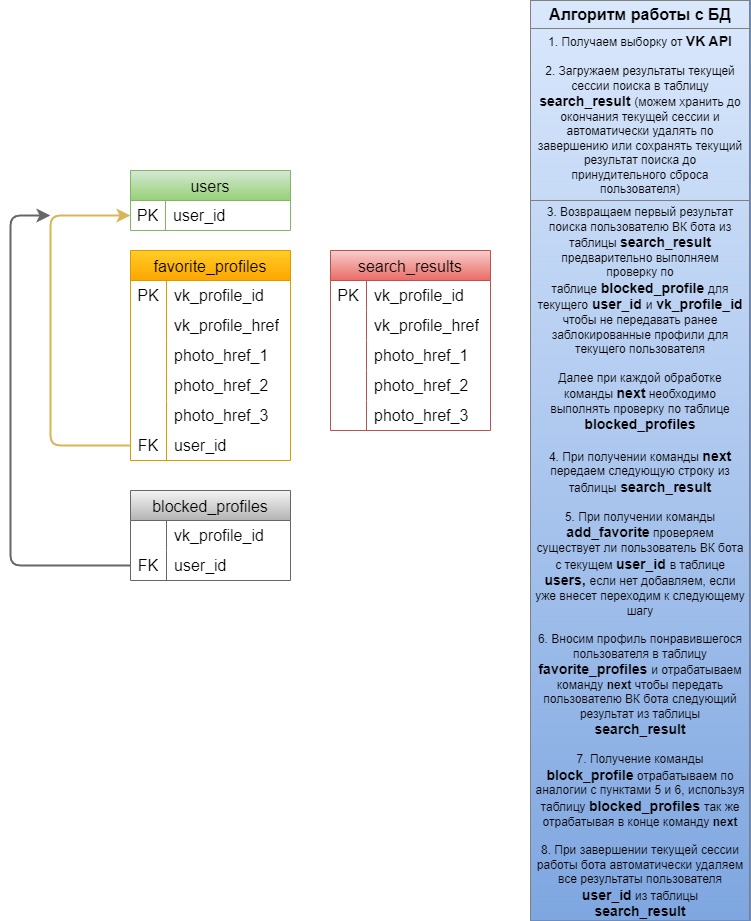 users
PK user_id
favorite_profiles
PK vk_profile_id
vk_profile_href
photo_href_1
photo_href_2
photo_href_3
FK user_id
search_results
PK vk_profile_id
vk_profile_href
photo_href_1
photo_href_2
photo_href_3
blocked_profiles
vk_profile_id
FK user_id
Алгоритм работы с БД
1. Получаем выборку от VK API
2. Загружаем результаты текущей
сессии поиска в таблицу
search_result (можем хранить до
окончания текущей сессии и
автоматически удалять по
завершению или сохранять текущий
результат поиска до
принудительного сброса
пользователя)
3. Возвращаем первый результат
поиска пользователю ВК бота из
таблицы search_result
предварительно выполняем
проверку по
таблице blocked_profile для
текущего user_id и vk_profile_id
чтобы не передавать ранее
заблокированные профили для
текущего пользователя
Далее при каждой обработке
команды next необходимо
выполнять проверку по таблице
blocked_profiles
4. При получении команды next
передаем следующую строку из
таблицы search_result
5. При получении команды
add_favorite проверяем
существует ли пользователь ВК бота
с текущем user_id в таблице
users, если нет добавляем, если
уже внесет переходим к следующему
шагу
6. Вносим профиль понравившегося
пользователя в таблицу
favorite_profiles и отрабатываем
команду next чтобы передать
пользователю ВК бота следующий
результат из таблицы
search_result
7. Получение команды
block_profile отрабатываем по
аналогии с пунктами 5 и 6, используя
таблицу blocked_profiles так же
отрабатывая в конце команду next
8. При завершении текущей сессии
работы бота автоматически удаляем
все результаты пользователя
user_id из таблицы
search_result